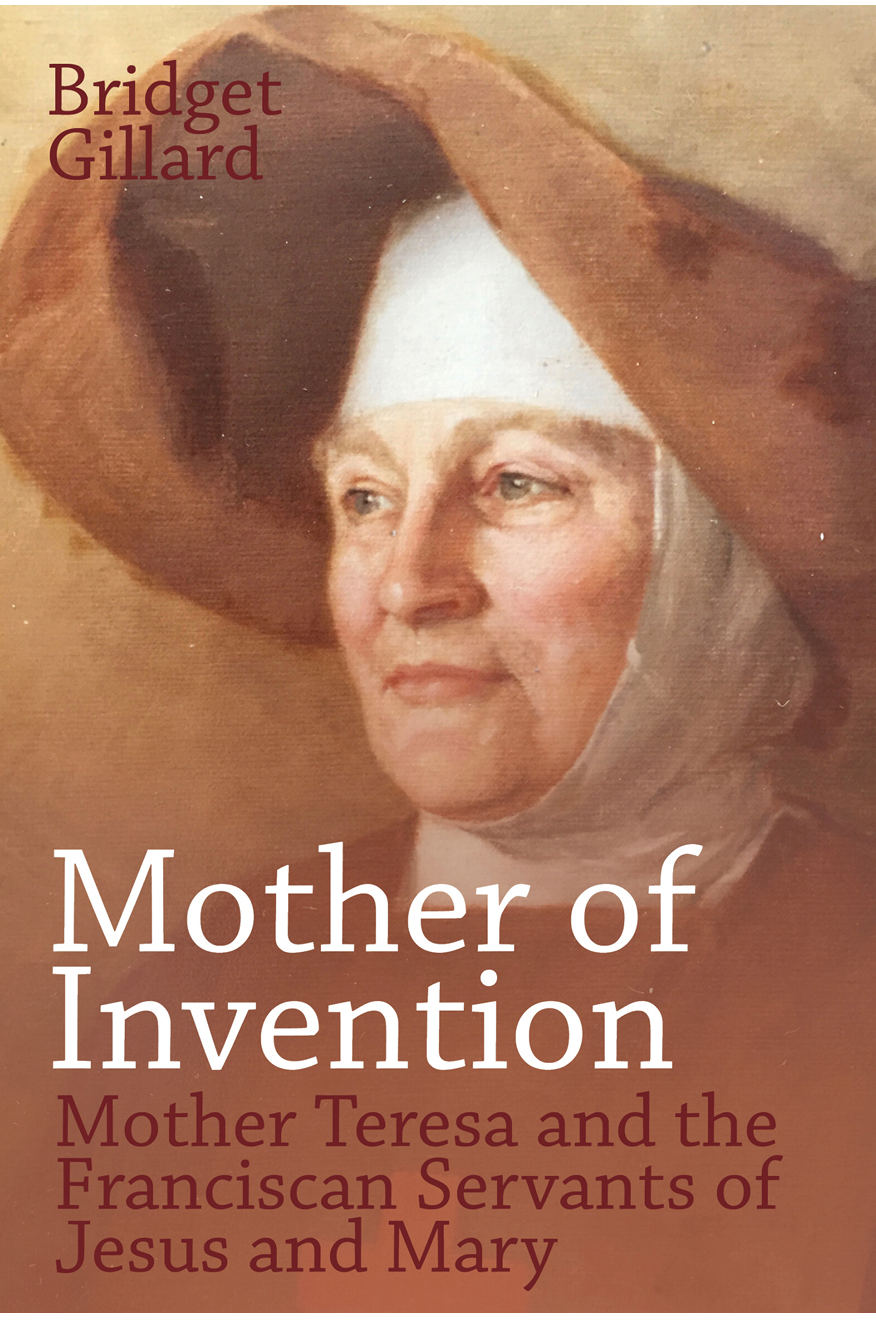 Bridget
Gillard
Mother of
Invention
Mother Teresa and the
Franciscan Servants of
Jesus and Mary